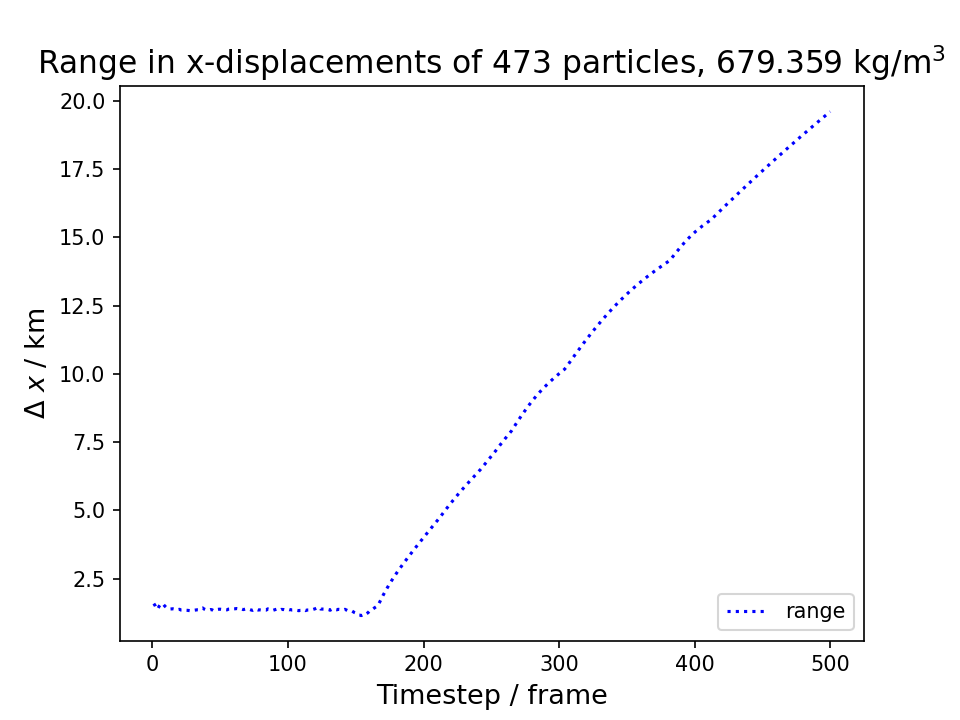 Range in x-displacements of 473 particles, 679.359 kg/m³
20.0
17.5
15.0
12.5
10.0
7.5
5.0
2.5
Δ x / km
range
0 100 200 300 400 500
Timestep / frame